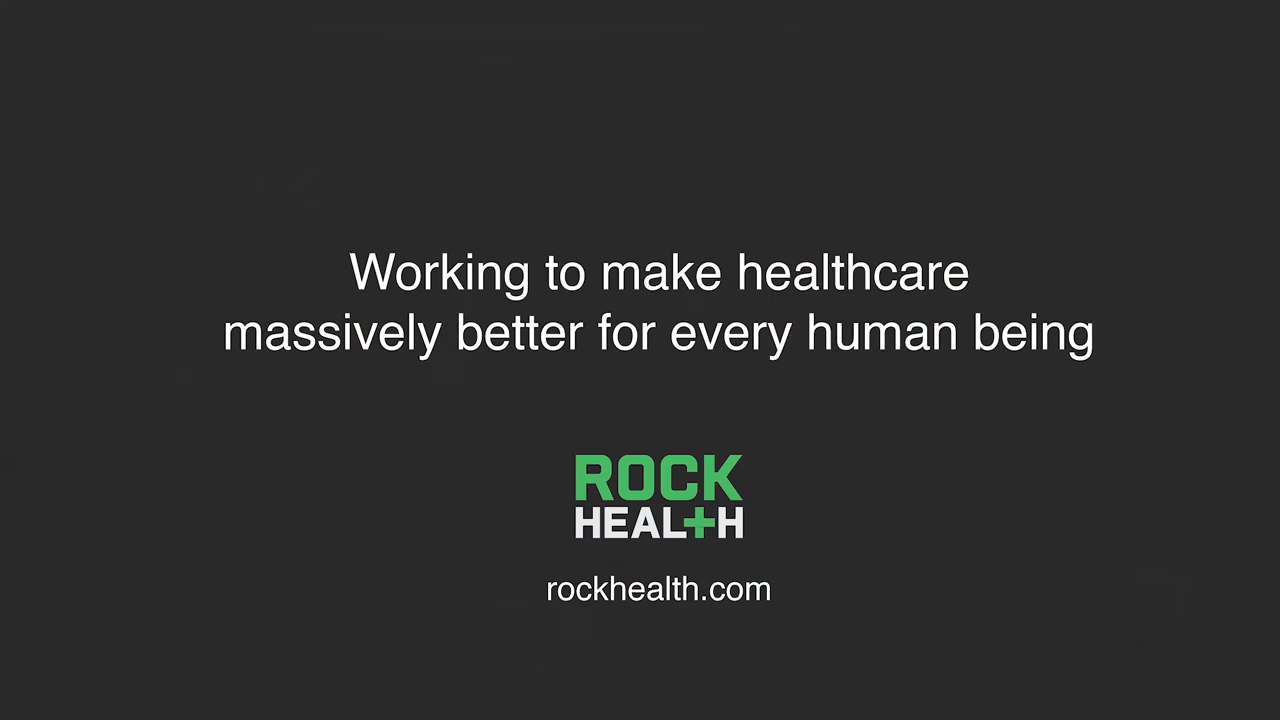 Working to make healthcare
massively better for every human being
ROCK
HEALTH
rockhealth.com